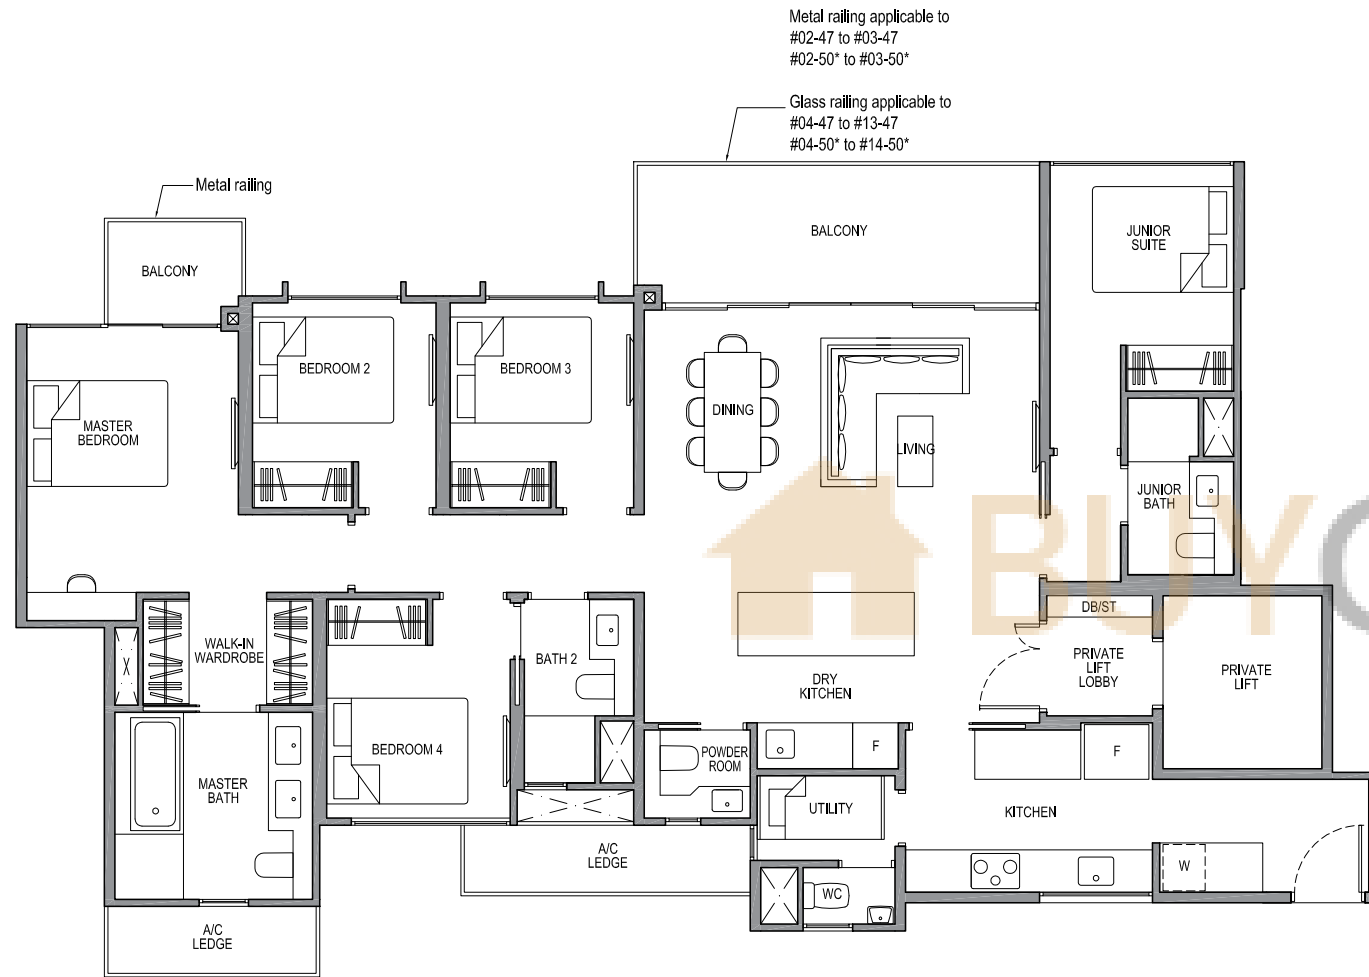 Metal railing applicable to
#02-47 to #03-47
#02-50* to #03-50*
Glass railing applicable to
#04-47 to #13-47
#04-50* to #14-50*
Metal railing
BALCONY
BALCONY
JUNIOR
SUITE
BEDROOM 2
BEDROOM 3
MASTER
BEDROOM
DINING
LIVING
JUNIOR
BATH
BUYC
DB/ST
WALK-IN
WARDROBE
BATH 2
PRIVATE
LIFT
LOBBY
PRIVATE
LIFT
DRY
KITCHEN
BEDROOM 4
POWDER
ROOM
F
F
MASTER
BATH
UTILITY
KITCHEN
A/C
LEDGE
W
WC
A/C
LEDGE